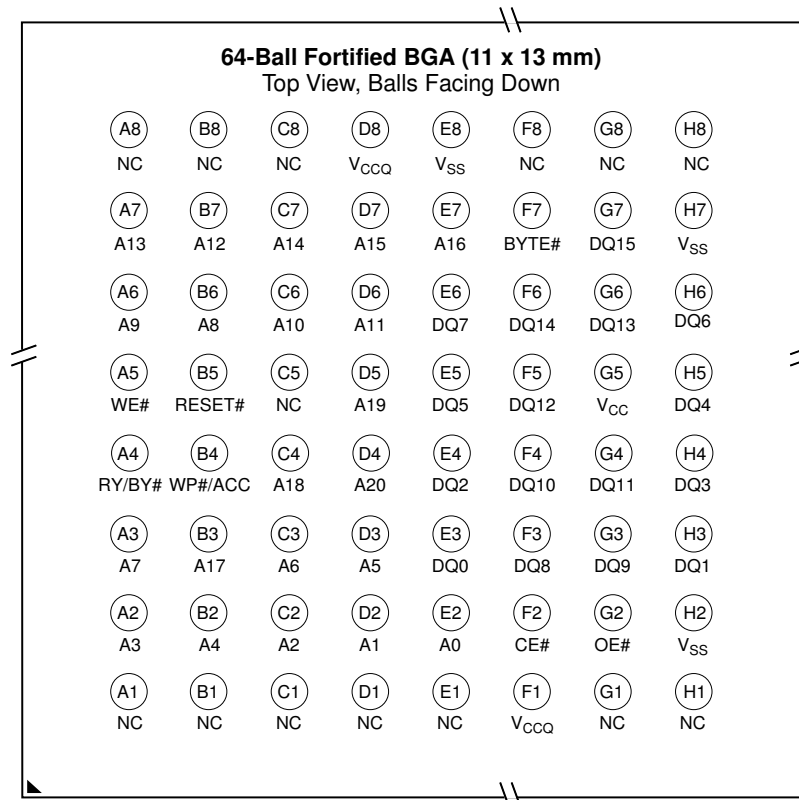 64-Ball Fortified BGA (11 x 13 mm)
Top View, Balls Facing Down
A8 B8 C8 D8 E8 F8 G8 H8
NC NC NC VCCQ VSS NC NC NC
A7 B7 C7 D7 E7 F7 G7 H7
A13 A12 A14 A15 A16 BYTE# DQ15 VSS
A6 B6 C6 D6 E6 F6 G6 H6
A9 A8 A10 A11 DQ7 DQ14 DQ13 DQ6
A5 B5 C5 D5 E5 F5 G5 H5
WE# RESET# NC A19 DQ5 DQ12 VCC DQ4
A4 B4 C4 D4 E4 F4 G4 H4
RY/BY# WP#/ACC A18 A20 DQ2 DQ10 DQ11 DQ3
A3 B3 C3 D3 E3 F3 G3 H3
A7 A17 A6 A5 DQ0 DQ8 DQ9 DQ1
A2 B2 C2 D2 E2 F2 G2 H2
A3 A4 A2 A1 A0 CE# OE# VSS
A1 B1 C1 D1 E1 F1 G1 H1
NC NC NC NC NC VCCQ NC NC